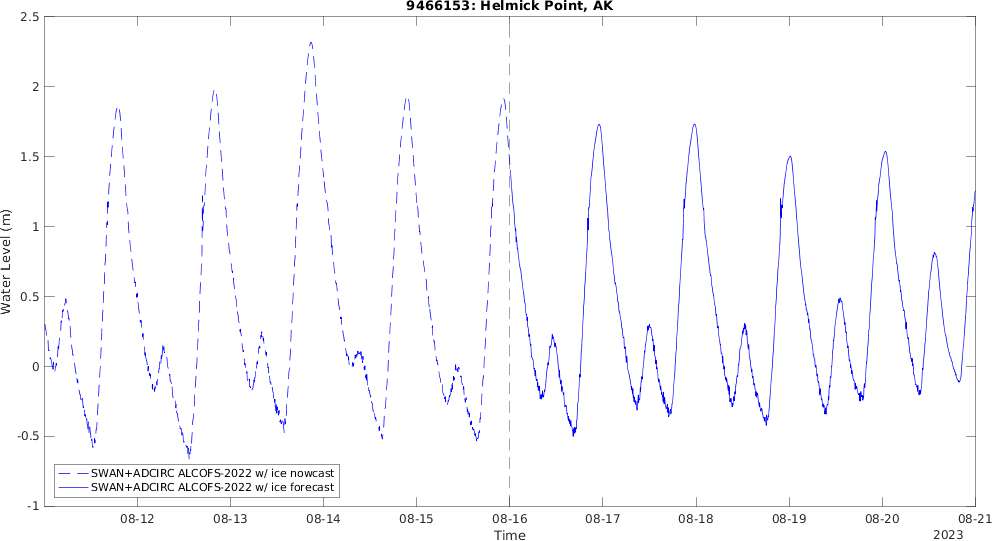 9466153: Helmick Point, AK
2.5
2
1.5
1
0.5
0
-0.5
-1
Water Level (m)
SWAN+ADCIRC ALCOFS-2022 w/ ice nowcast
SWAN+ADCIRC ALCOFS-2022 w/ ice forecast
08-12 08-13 08-14 08-15 08-16 08-17 08-18 08-19 08-20 08-21
Time
2023